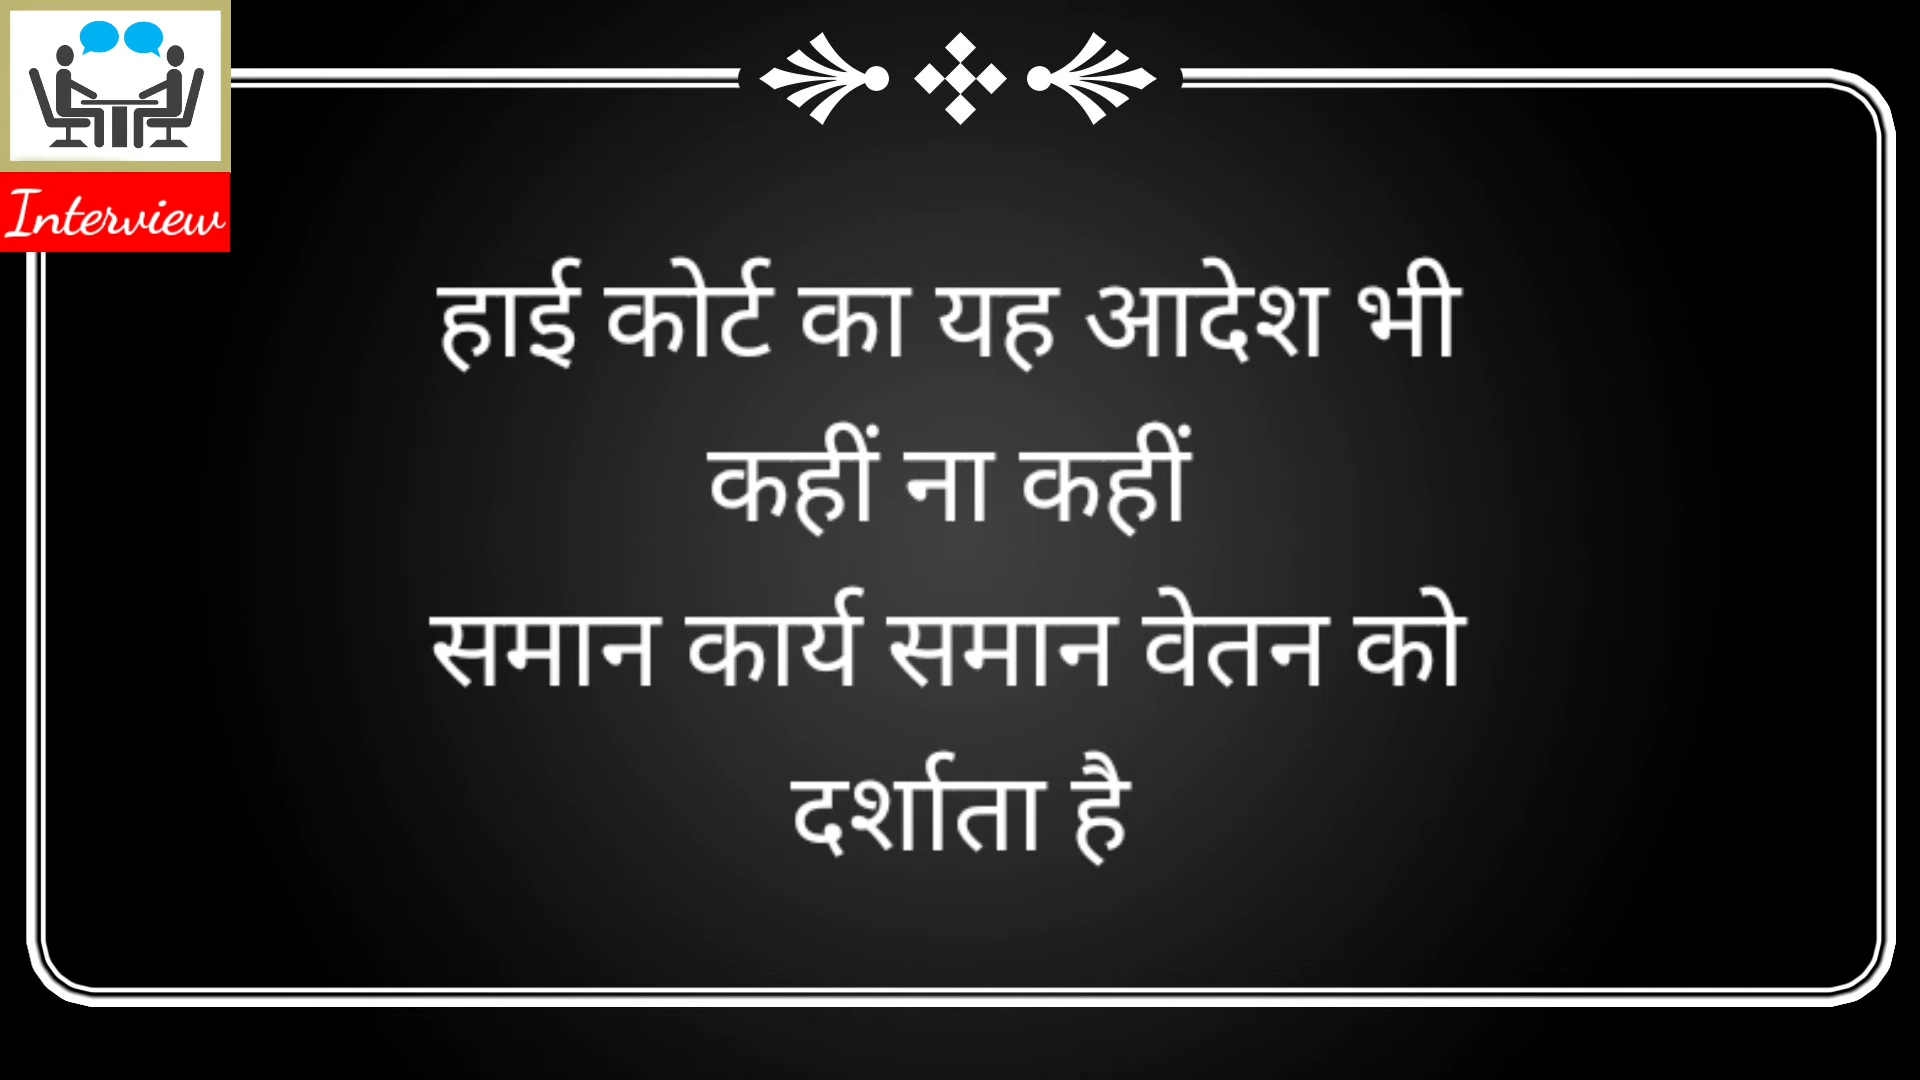 Interview
हाई कोर्ट का यह आदेश भी
कहीं ना कहीं
समान कार्य समान वेतन को
दर्शाता है